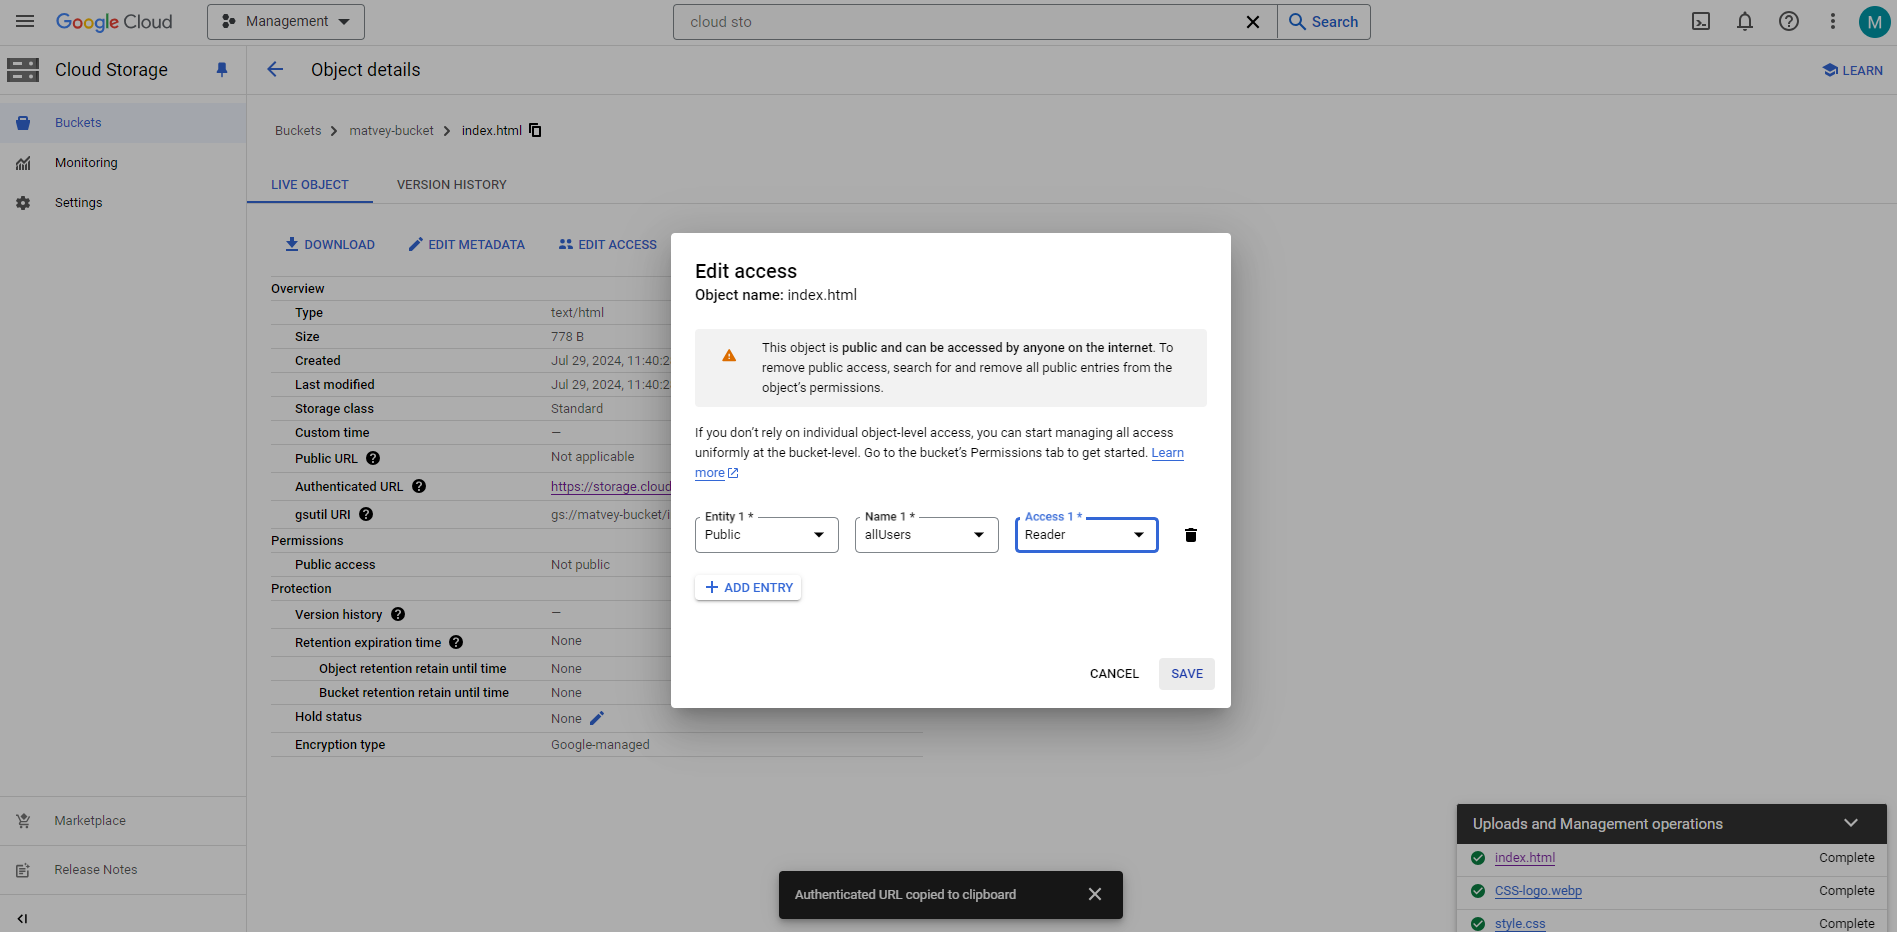 Google Cloud
Management
cloud sto
Search
M
Cloud Storage
Object details
LEARN
Buckets
Monitoring
Settings
Buckets
matvey-bucket
index.html
LIVE OBJECT
VERSION HISTORY
DOWNLOAD
EDIT METADATA
EDIT ACCESS
Overview
Type text/html
Size 778 B
Created Jul 29, 2024, 11:40:2
Last modified Jul 29, 2024, 11:40:2
Storage class Standard
Custom time —
Public URL ? Not applicable
Authenticated URL ? https://storage.cloud
gsutil URI ? gs://matvey-bucket/i
Permissions
Public access Not public
Protection
Version history ? —
Retention expiration time ? None
Object retention retain until time None
Bucket retention retain until time None
Hold status None
Encryption type Google-managed
Edit access
Object name: index.html
This object is public and can be accessed by anyone on the internet. To
remove public access, search for and remove all public entries from the
object's permissions.
If you don't rely on individual object-level access, you can start managing all access
uniformly at the bucket-level. Go to the bucket's Permissions tab to get started. Learn
more
Entity 1 *
Public
Name 1 *
allUsers
Access 1 *
Reader
ADD ENTRY
CANCEL
SAVE
Marketplace
Release Notes
Authenticated URL copied to clipboard
Uploads and Management operations
index.html Complete
CSS-logo.webp Complete
style.css Complete